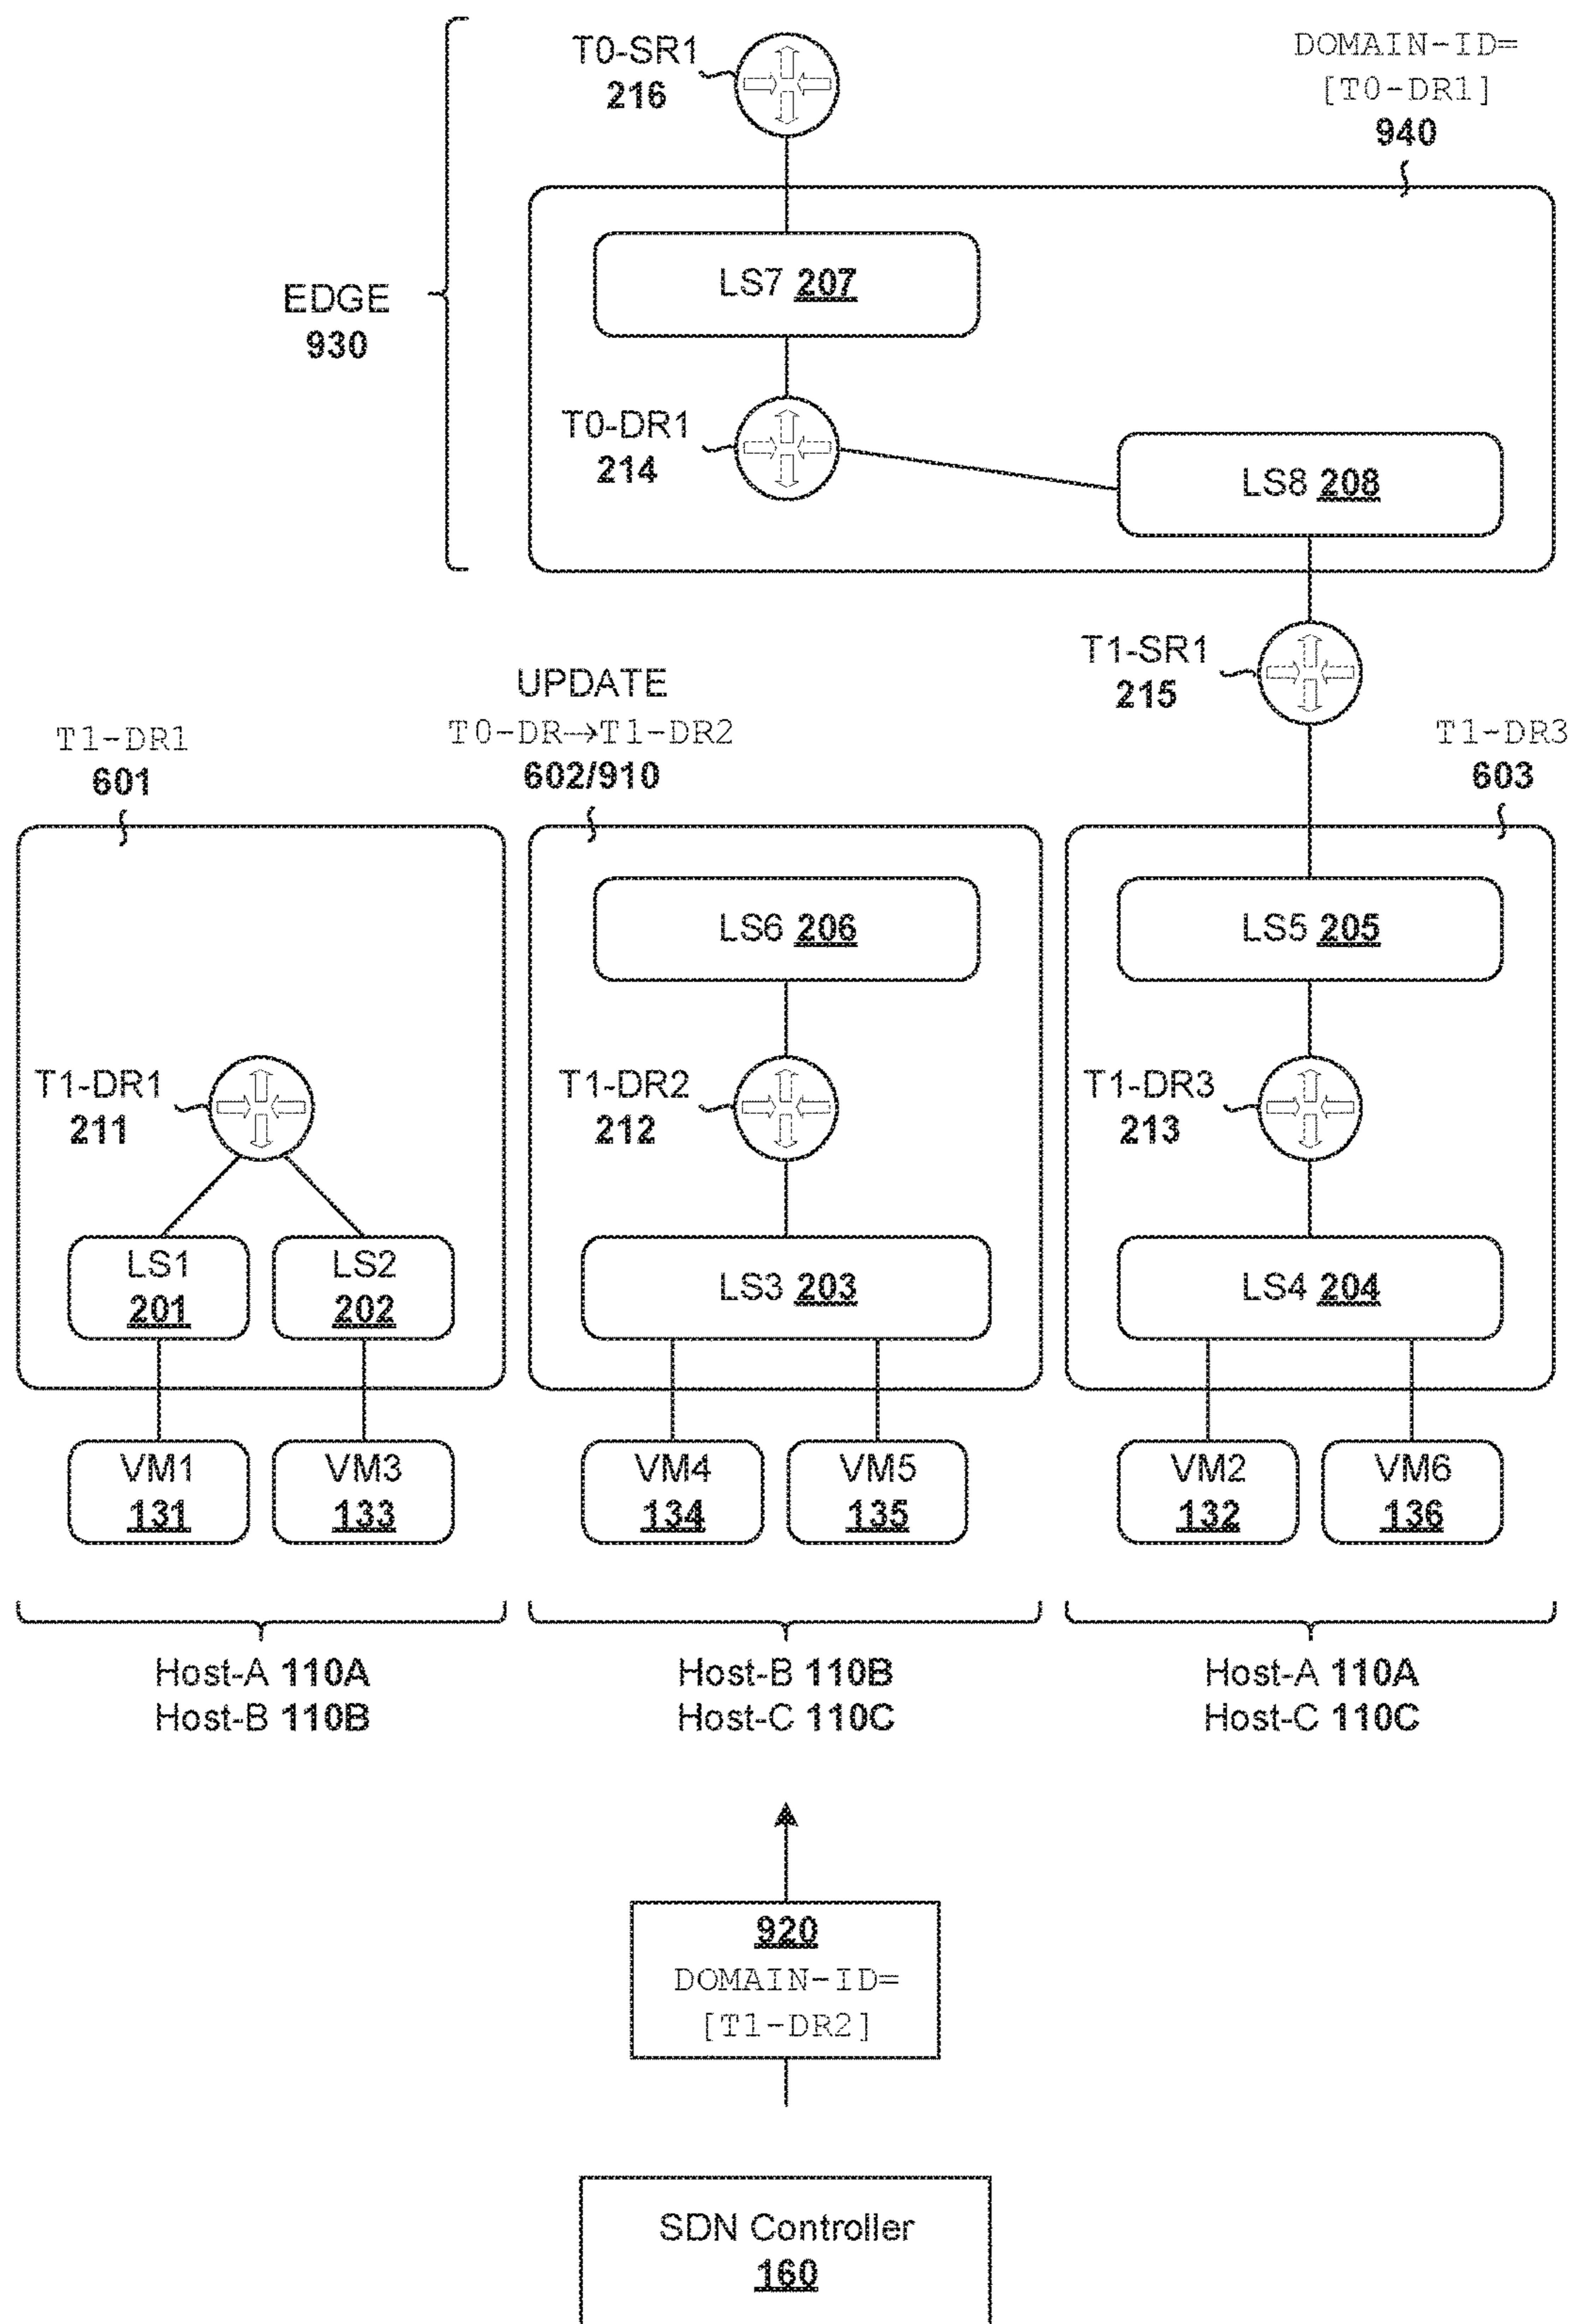 T0-SR1
216
DOMAIN-ID=
[T0-DR1]
940
LS7 207
EDGE
930
T0-DR1
214
LS8 208
T1-SR1
215
UPDATE
T0-DR→T1-DR2
602/910
T1-DR1
601
T1-DR3
603
LS6 206
LS5 205
T1-DR1
211
T1-DR2
212
T1-DR3
213
LS1
201
LS2
202
LS3 203
LS4 204
VM1
131
VM3
133
VM4
134
VM5
135
VM2
132
VM6
136
Host-A 110A
Host-B 110B
Host-B 110B
Host-C 110C
Host-A 110A
Host-C 110C
920
DOMAIN-ID=
[T1-DR2]
SDN Controller
160